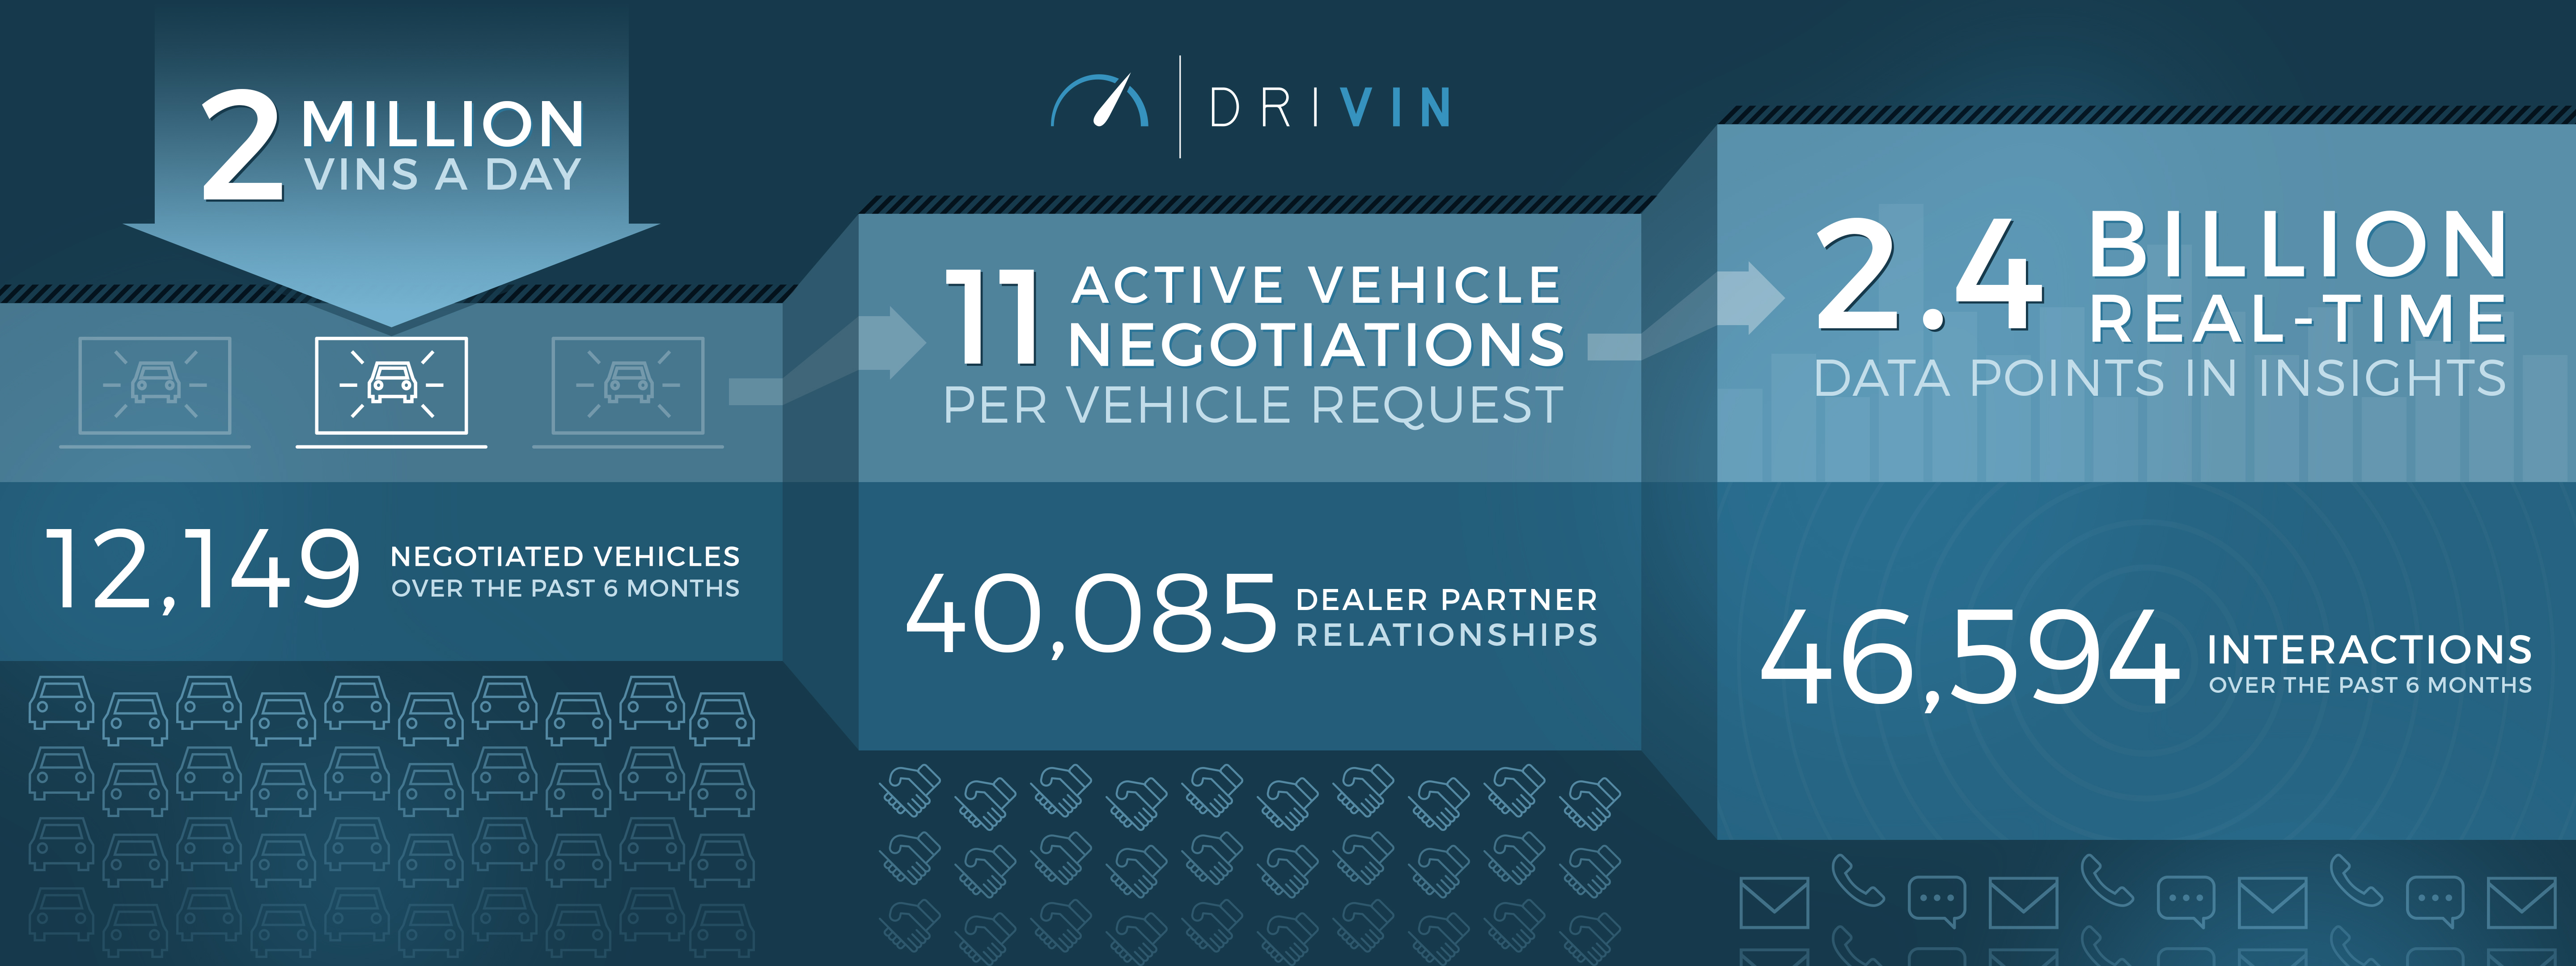 2 MILLION
VINS A DAY
DRIVIN
11 ACTIVE VEHICLE
NEGOTIATIONS
PER VEHICLE REQUEST
2.4 BILLION
REAL-TIME
DATA POINTS IN INSIGHTS
12,149 NEGOTIATED VEHICLES
OVER THE PAST 6 MONTHS
40,085 DEALER PARTNER
RELATIONSHIPS
46,594 INTERACTIONS
OVER THE PAST 6 MONTHS